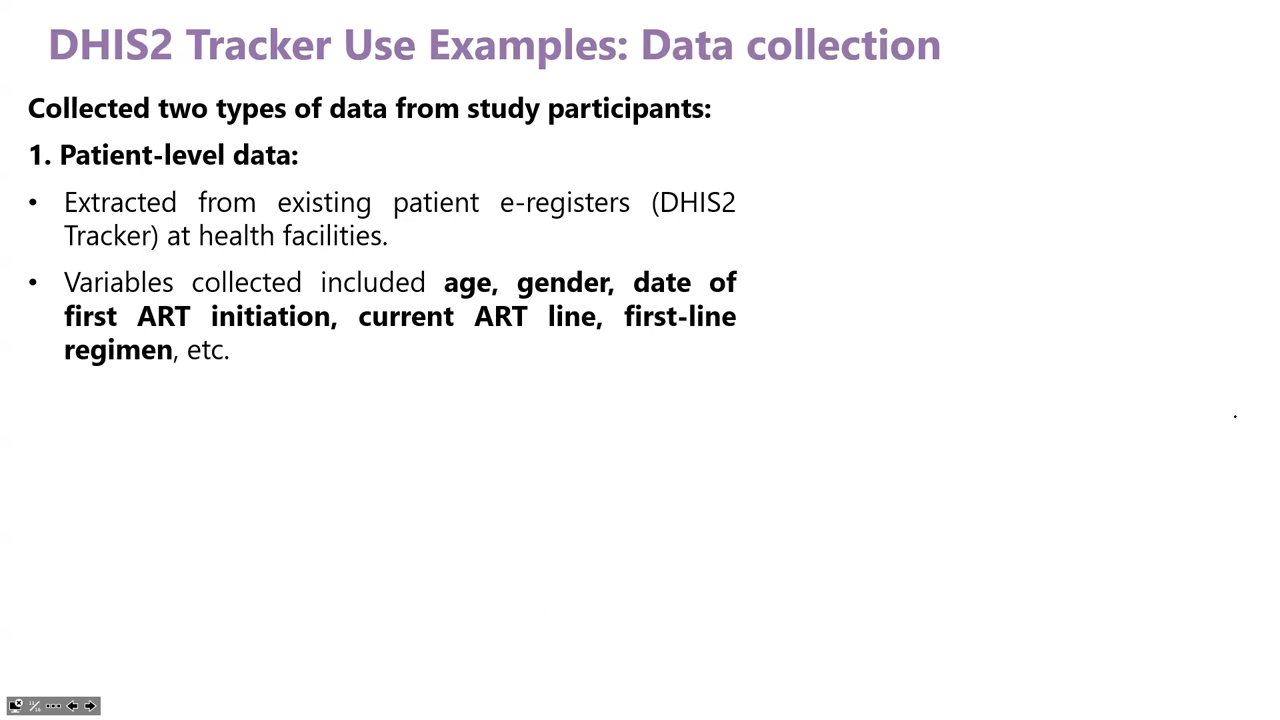 DHIS2 Tracker Use Examples: Data collection
Collected two types of data from study participants:
1. Patient-level data:
• Extracted from existing patient e-registers (DHIS2
Tracker) at health facilities.
• Variables collected included age, gender, date of
first ART initiation, current ART line, first-line
regimen, etc.